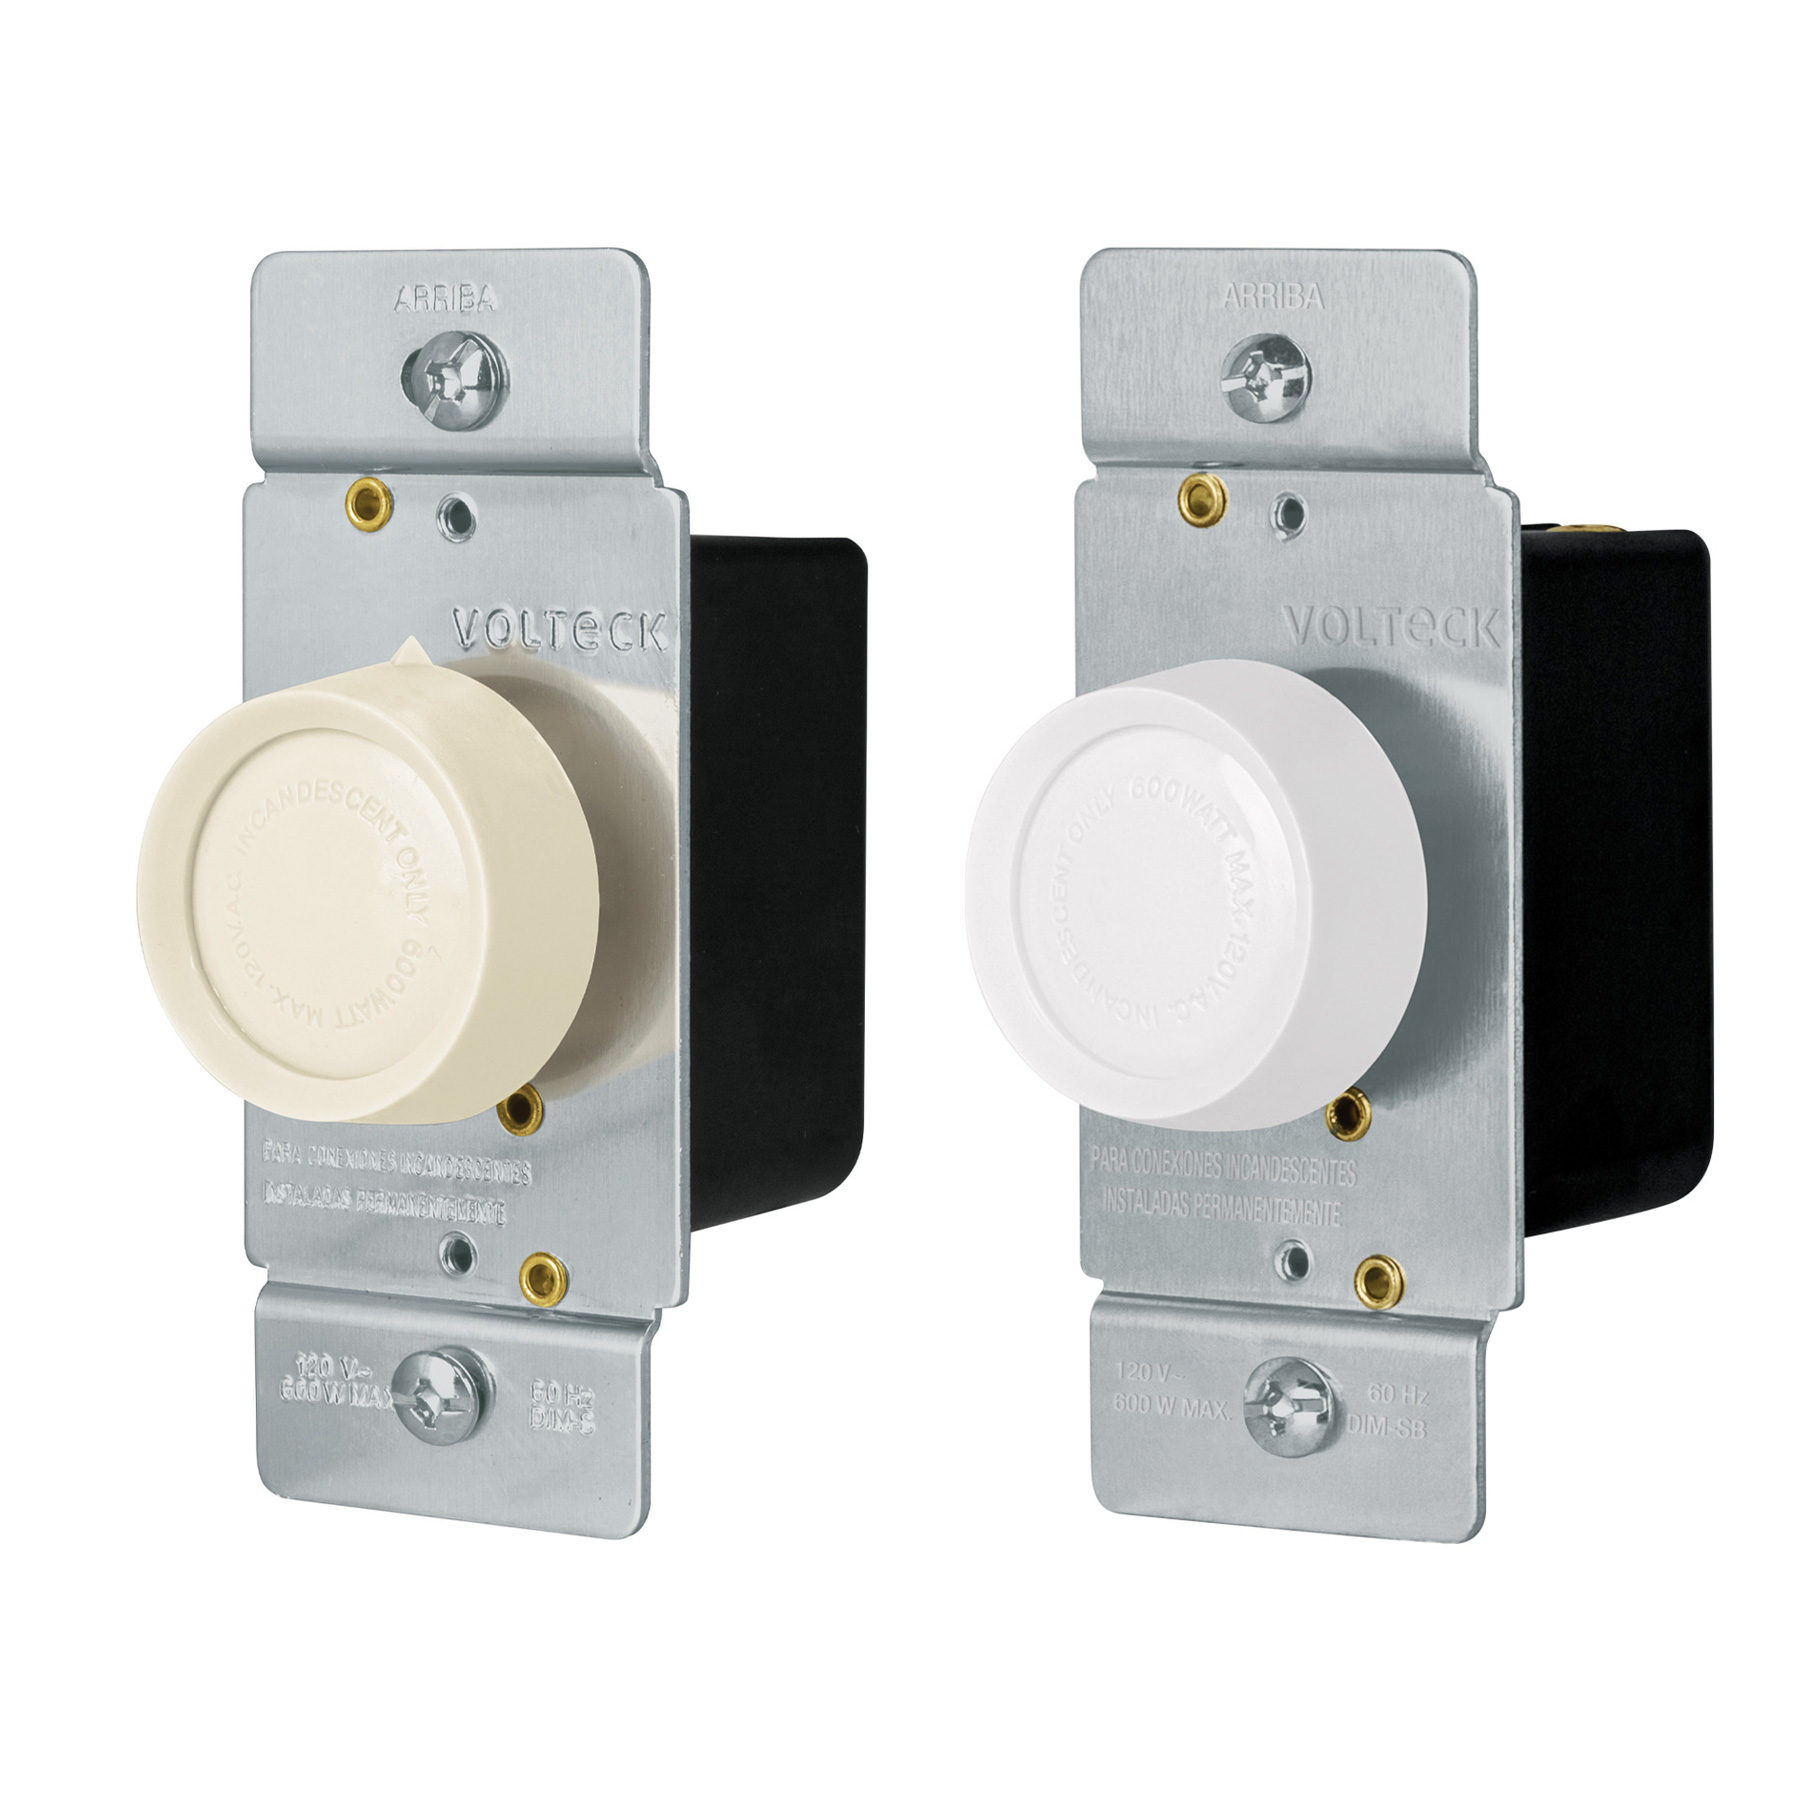 ARRIBA
VOLTECK
120V.A.C. INCANDESCENT ONLY 600WATT MAX.
PARA CONEXIONES INCANDESCENTES
INSTALADAS PERMANENTEMENTE
120 V~
600 W MAX
60 Hz
DIM-S
ARRIBA
VOLTECK
INCANDESCENT ONLY 600WATT MAX. 120V.A.C.
PARA CONEXIONES INCANDESCENTES
INSTALADAS PERMANENTEMENTE
120 V~
600 W MAX.
60 Hz
DIM-SB